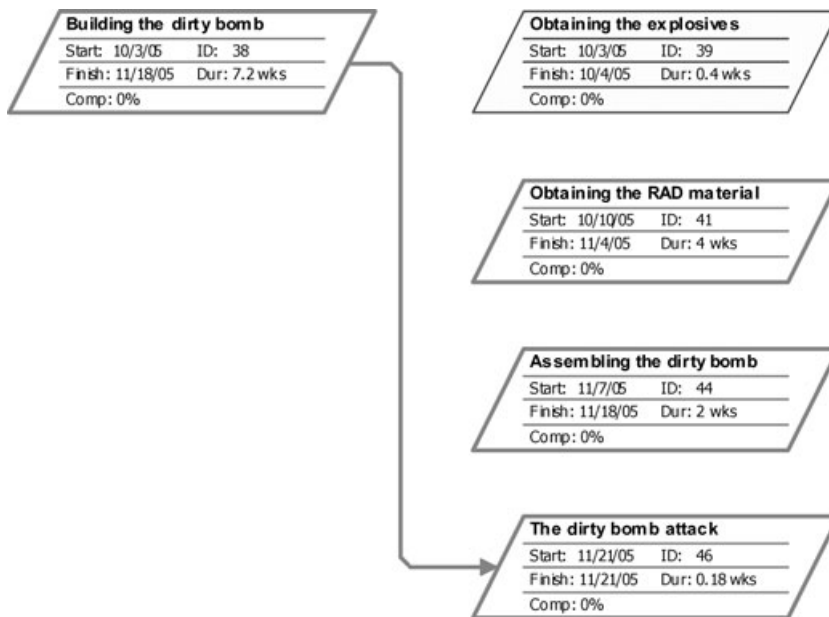 Building the dirty bomb
Start: 10/3/05 ID: 38
Finish: 11/18/05 Dur: 7.2 wks
Comp: 0%
Obtaining the explosives
Start: 10/3/05 ID: 39
Finish: 10/4/05 Dur: 0.4 wks
Comp: 0%
Obtaining the RAD material
Start: 10/10/05 ID: 41
Finish: 11/4/05 Dur: 4 wks
Comp: 0%
Assembling the dirty bomb
Start: 11/7/05 ID: 44
Finish: 11/18/05 Dur: 2 wks
Comp: 0%
The dirty bomb attack
Start: 11/21/05 ID: 46
Finish: 11/21/05 Dur: 0.18 wks
Comp: 0%